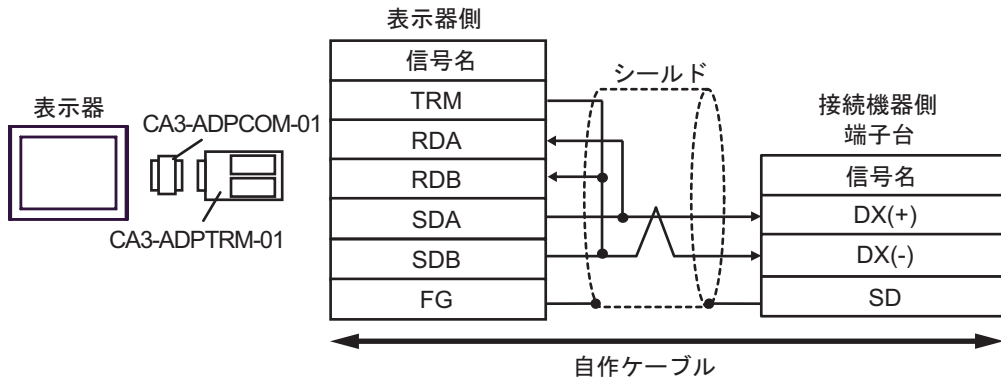 表示器
CA3-ADPCOM-01
CA3-ADPTRM-01
表示器側
信号名
TRM
RDA
RDB
SDA
SDB
FG
シールド
接続機器側
端子台
信号名
DX(+)
DX(-)
SD
自作ケーブル